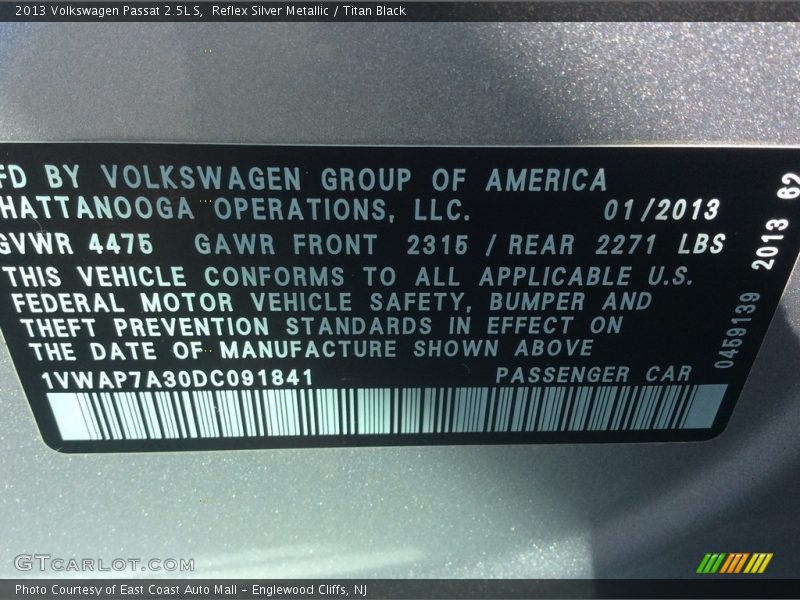 2013 Volkswagen Passat 2.5L S,  Reflex Silver Metallic / Titan Black
FD BY VOLKSWAGEN GROUP OF AMERICA
HATTANOOGA OPERATIONS, LLC. 01/2013
GVWR 4475 GAWR FRONT 2315 / REAR 2271 LBS
THIS VEHICLE CONFORMS TO ALL APPLICABLE U.S.
FEDERAL MOTOR VEHICLE SAFETY, BUMPER AND
THEFT PREVENTION STANDARDS IN EFFECT ON
THE DATE OF MANUFACTURE SHOWN ABOVE
1VWAP7A30DC091841 PASSENGER CAR
0459139 2013 62
GTCARLOT.COM
Photo Courtesy of East Coast Auto Mall - Englewood Cliffs, NJ